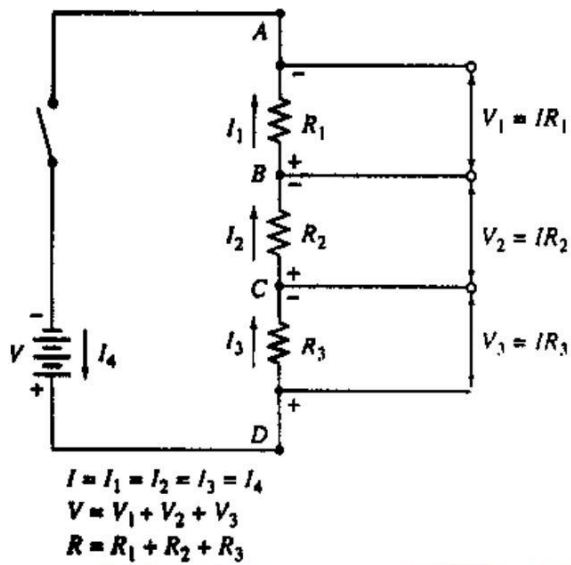 A
−
I₁ R₁ V₁ = IR₁
+
B
−
I₂ R₂ V₂ = IR₂
+
C
−
I₃ R₃ V₃ = IR₃
−
V I₄
+
+
D
I = I₁ = I₂ = I₃ = I₄
V = V₁ + V₂ + V₃
R = R₁ + R₂ + R₃